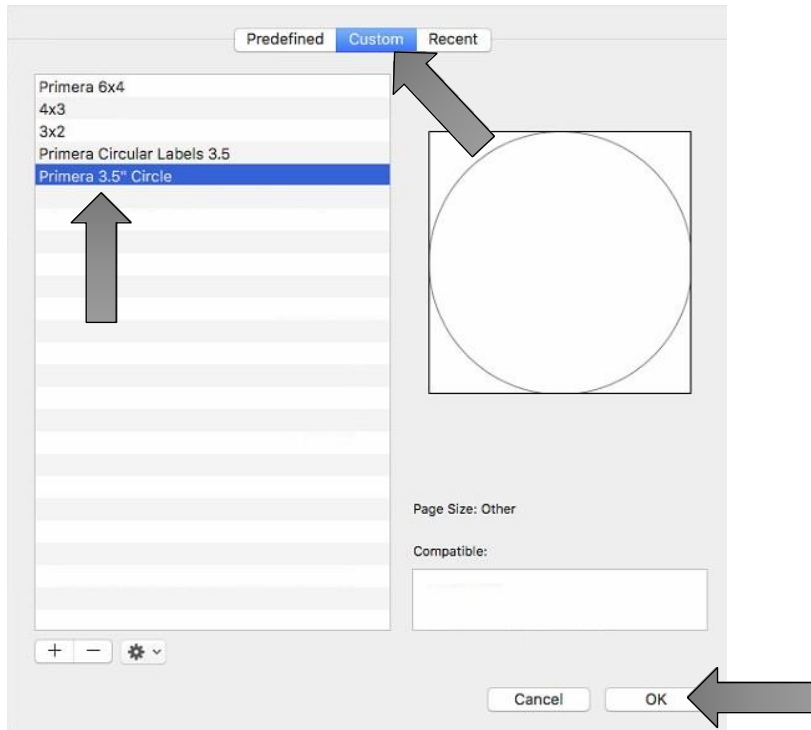 Predefined Custom Recent
Primera 6x4
4x3
3x2
Primera Circular Labels 3.5
Primera 3.5" Circle
Page Size: Other
Compatible:
+ −
Cancel OK